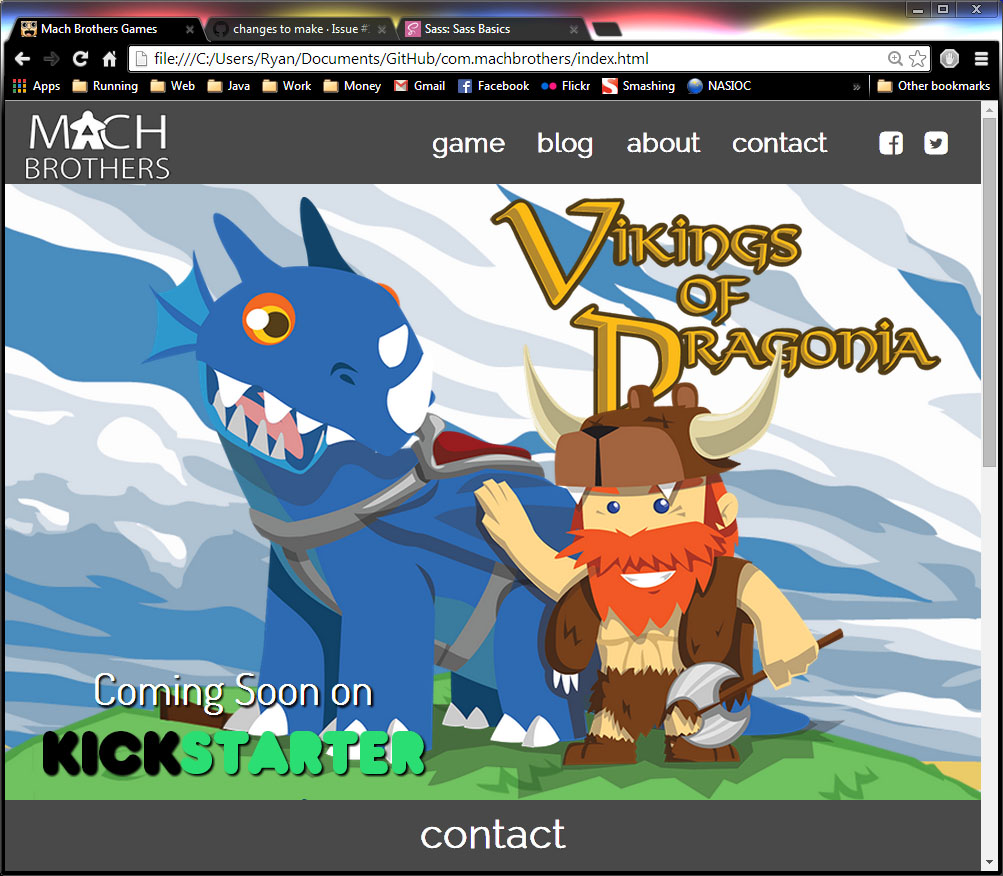 Mach Brothers Games
changes to make · Issue #:
Sass: Sass Basics
file:///C:/Users/Ryan/Documents/GitHub/com.machbrothers/index.html
Apps Running Web Java Work Money Gmail Facebook Flickr Smashing NASIOC » Other bookmarks
MACH
BROTHERS
game blog about contact
VIKINGS
OF
DRAGONIA
Coming Soon on
KICKSTARTER
contact